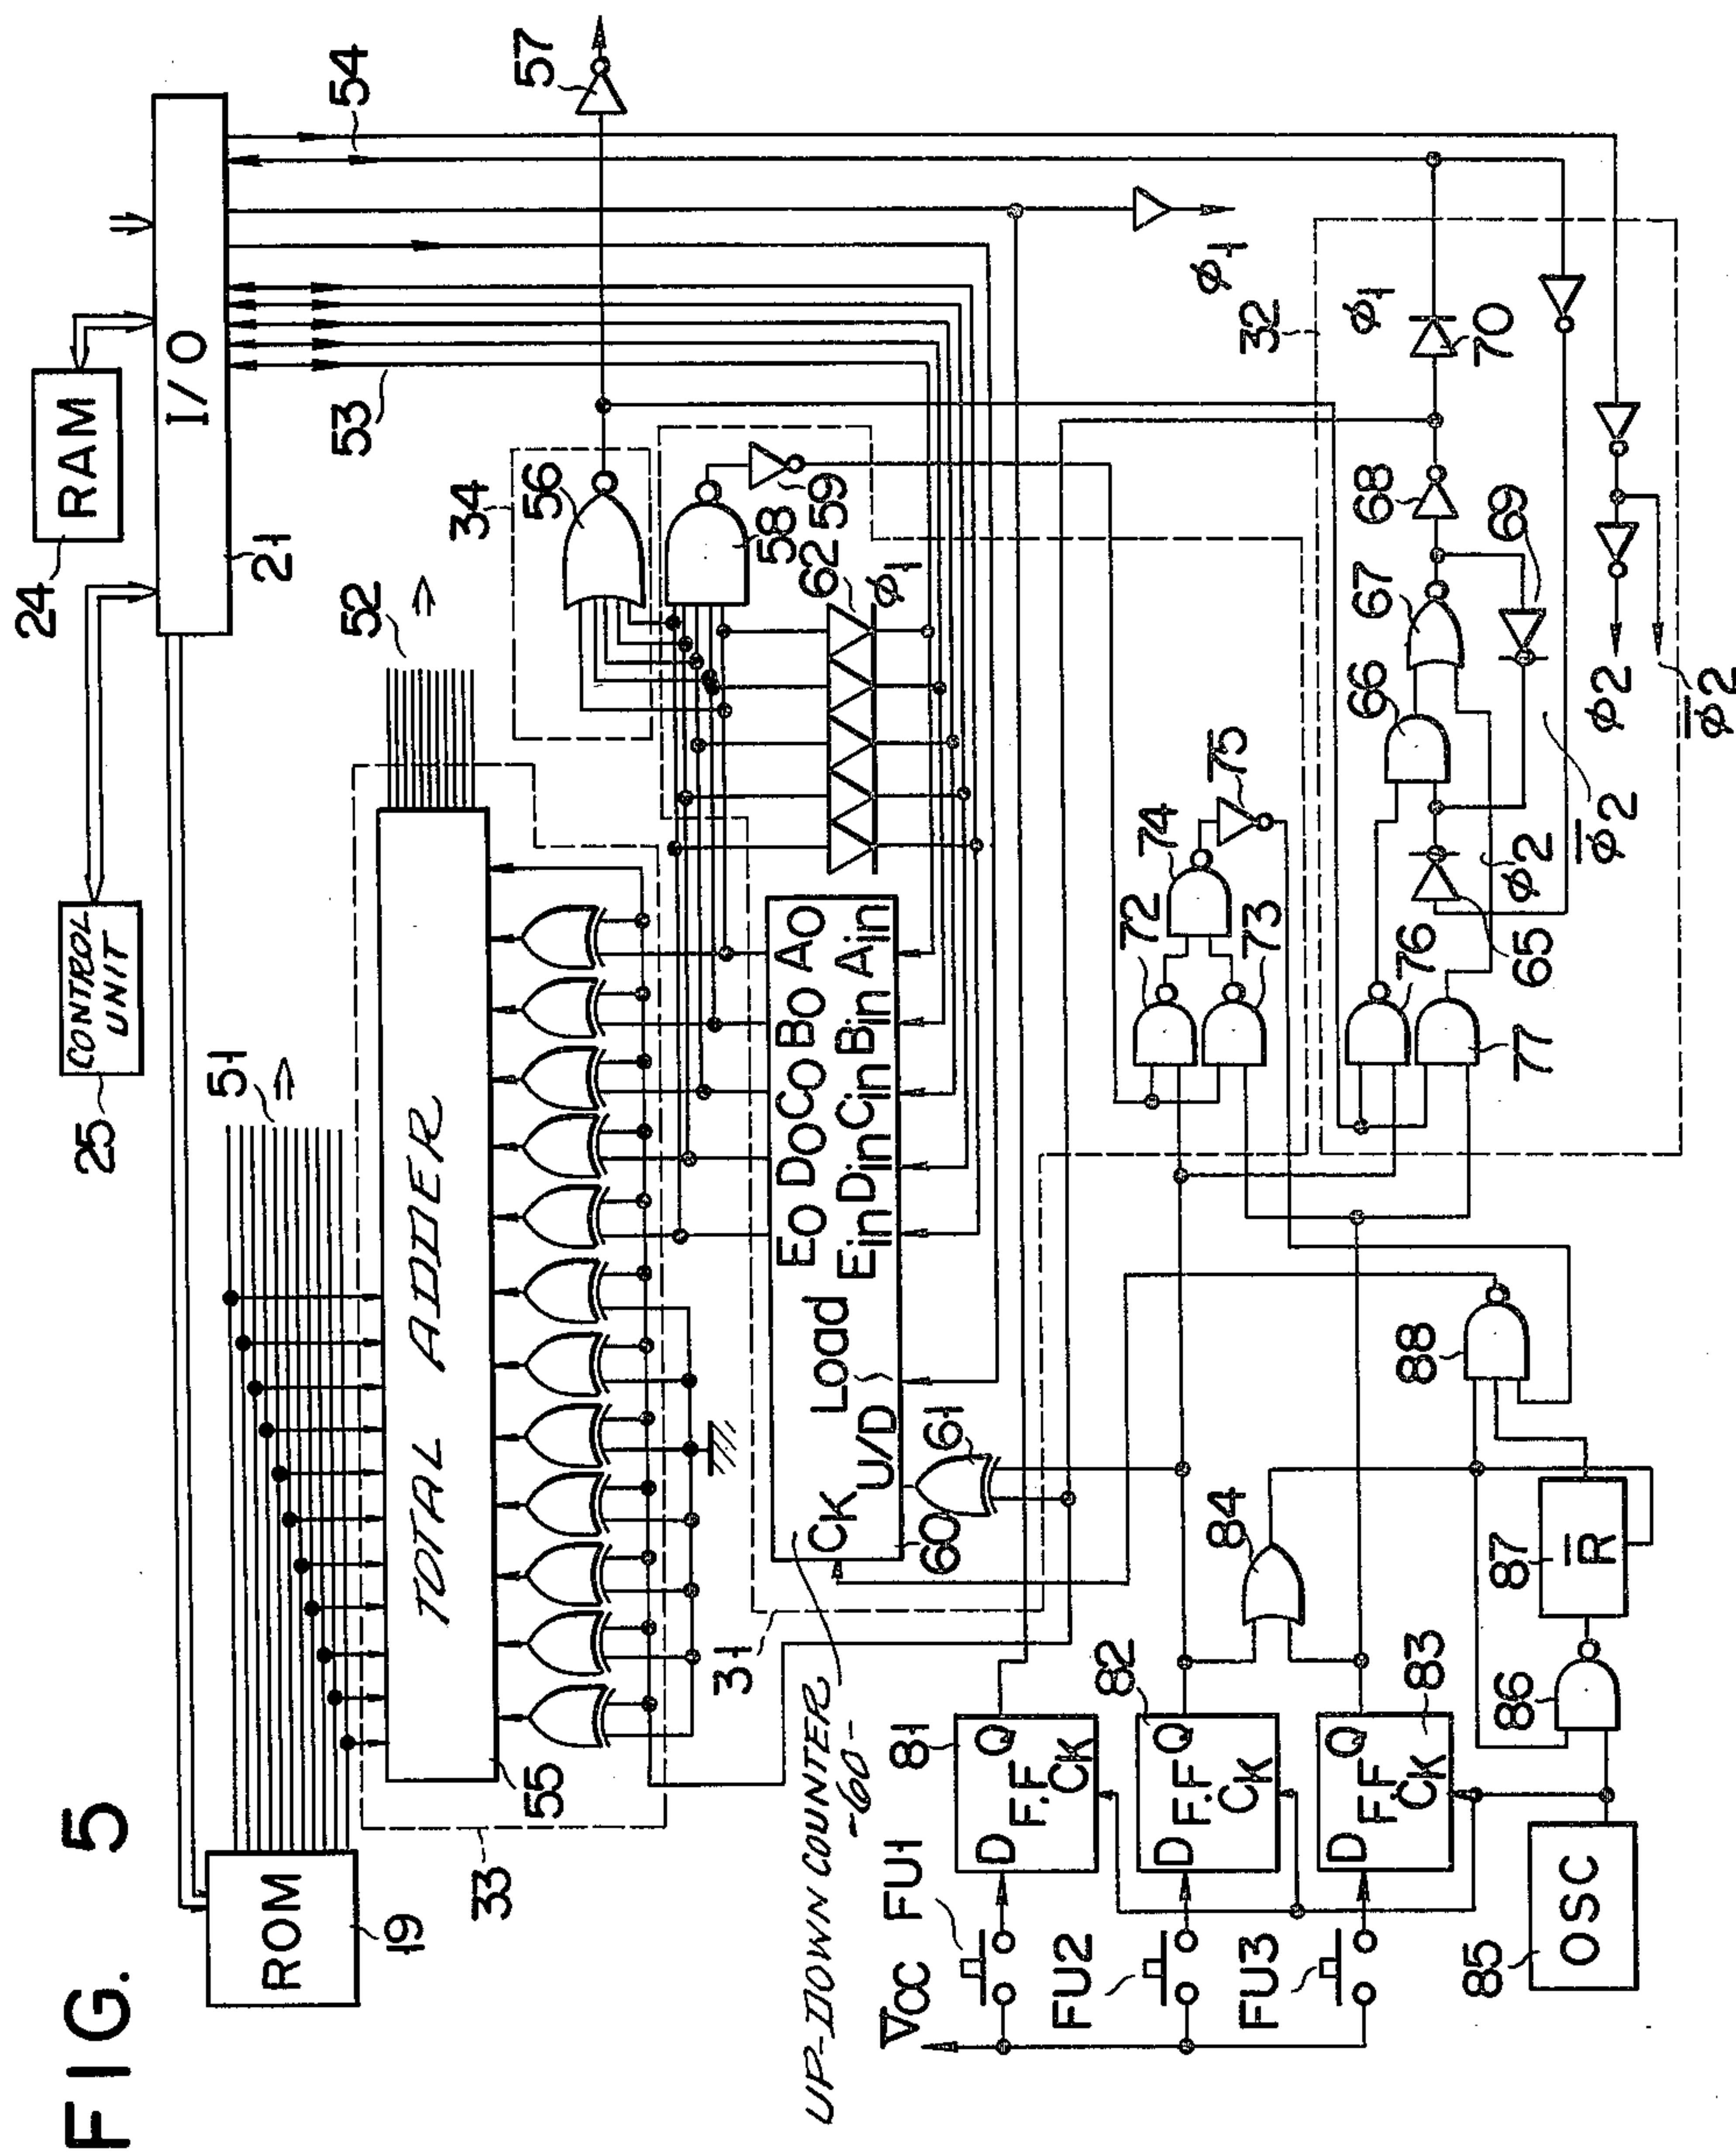 FIG. 5
ROM
19
CONTROL
UNIT
25
RAM
24
I/O
21
51
⇒
52
⇒
53
54
TOTAL ADDER
55
33
34
56
57
58
59
62
φ1
EO DO CO BO AO
Ein Din Cin Bin Ain
Load
CK U/D
60
61
31
UP-DOWN COUNTER
-60-
φ1
32
φ1
70
68
67
69
66
65
φ2
φ̅2
φ2
φ̅2
72
73
74
75
76
77
VCC
FU1
FU2
FU3
D Q
F.F
CK
81
D Q
F.F
CK
82
D Q
F.F
CK
83
84
OSC
85
86
R̅
87
88